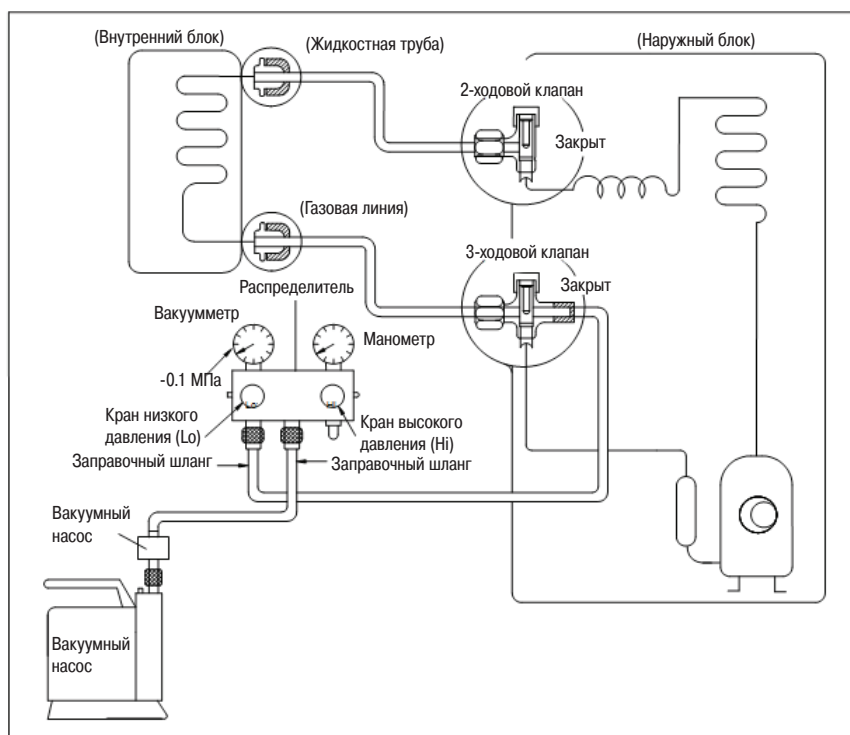 (Внутренний блок)
(Жидкостная труба)
(Наружный блок)
2-ходовой клапан
Закрыт
(Газовая линия)
3-ходовой клапан
Закрыт
Распределитель
Вакуумметр
Манометр
-0.1 МПа
Кран низкого
давления (Lo)
Кран высокого
давления (Hi)
Заправочный шланг
Заправочный шланг
Вакуумный
насос
Вакуумный
насос